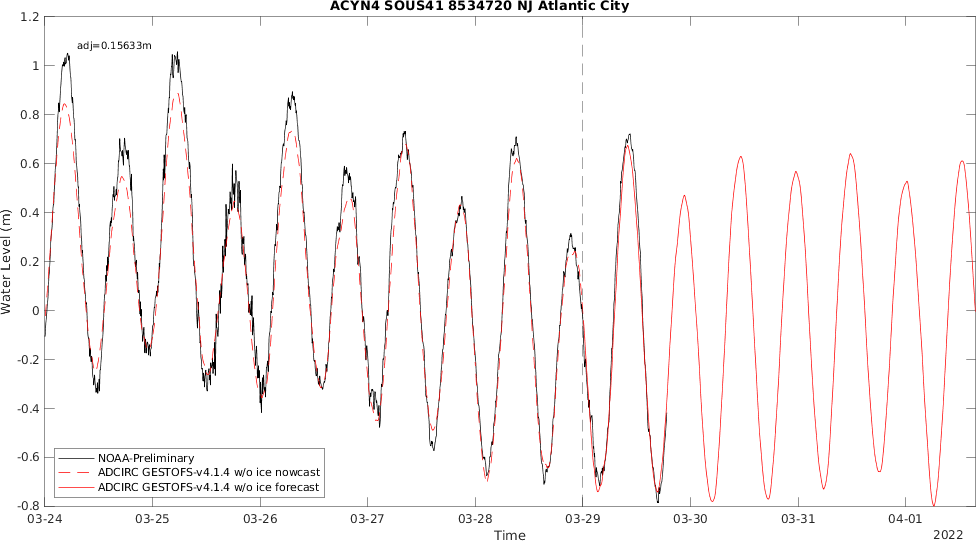 ACYN4 SOUS41 8534720 NJ Atlantic City
adj=0.15633m
1.2
1
0.8
0.6
0.4
0.2
0
-0.2
-0.4
-0.6
-0.8
Water Level (m)
NOAA-Preliminary
ADCIRC GESTOFS-v4.1.4 w/o ice nowcast
ADCIRC GESTOFS-v4.1.4 w/o ice forecast
03-24 03-25 03-26 03-27 03-28 03-29 03-30 03-31 04-01
Time
2022